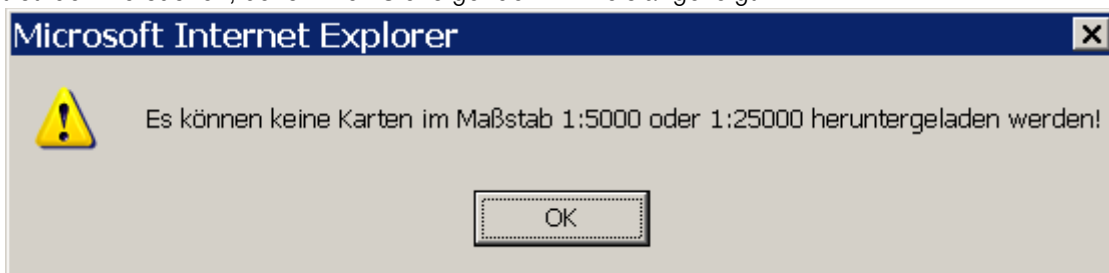 Microsoft Internet Explorer
Es können keine Karten im Maßstab 1:5000 oder 1:25000 heruntergeladen werden!
OK